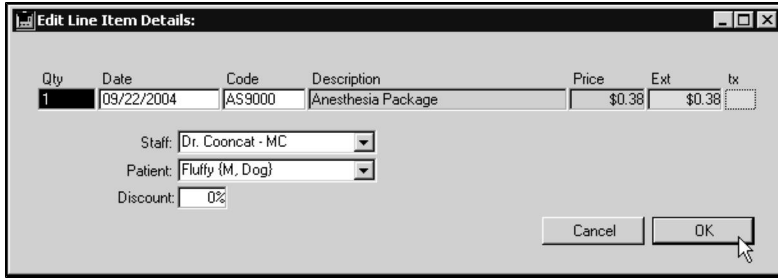 Edit Line Item Details:
Qty Date Code Description Price Ext tx
1 09/22/2004 AS9000 Anesthesia Package $0.38 $0.38
Staff: Dr. Cooncat - MC
Patient: Fluffy {M, Dog}
Discount: 0%
Cancel OK